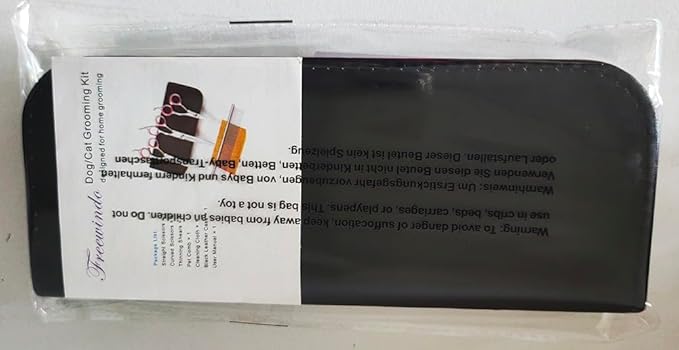 Freewindo
Dog/Cat Grooming Kit
designed for home grooming
Package List:
Straight Scissors
Curved Scissors
Thinning Shears
Pet Comb × 1
Cleaning Cloth ×
Black Leather Case
User Manual × 1
Warning: To avoid danger of suffocation, keep away from babies an children. Do not
use in cribs, beds, carriages, or playpens. This bag is not a toy.
Warnhinweis: Um Erstickungsgefahr vorzubeugen, von Babys und Kindern fernhalten
Verwenden Sie diesen Beutel nicht in Kinderbetten, Betten, Baby-Transporttaschen
oder Laufstallen. Dieser Beutel ist kein Spielzeug.